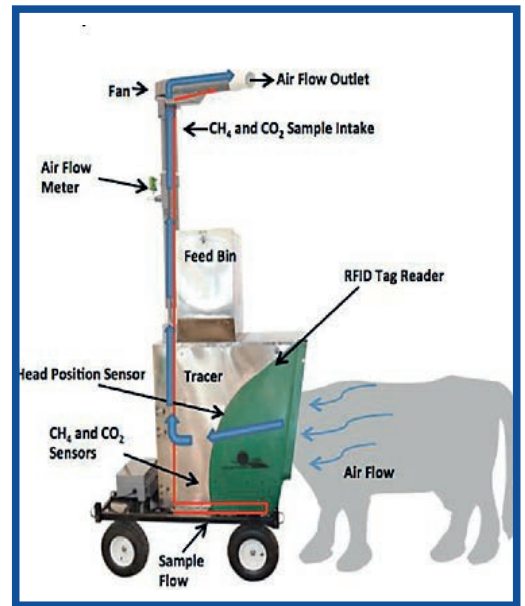 Fan
Air Flow Outlet
CH₄ and CO₂ Sample Intake
Air Flow
Meter
Feed Bin
RFID Tag Reader
Tracer
Head Position Sensor
CH₄ and CO₂
Sensors
Air Flow
Sample
Flow